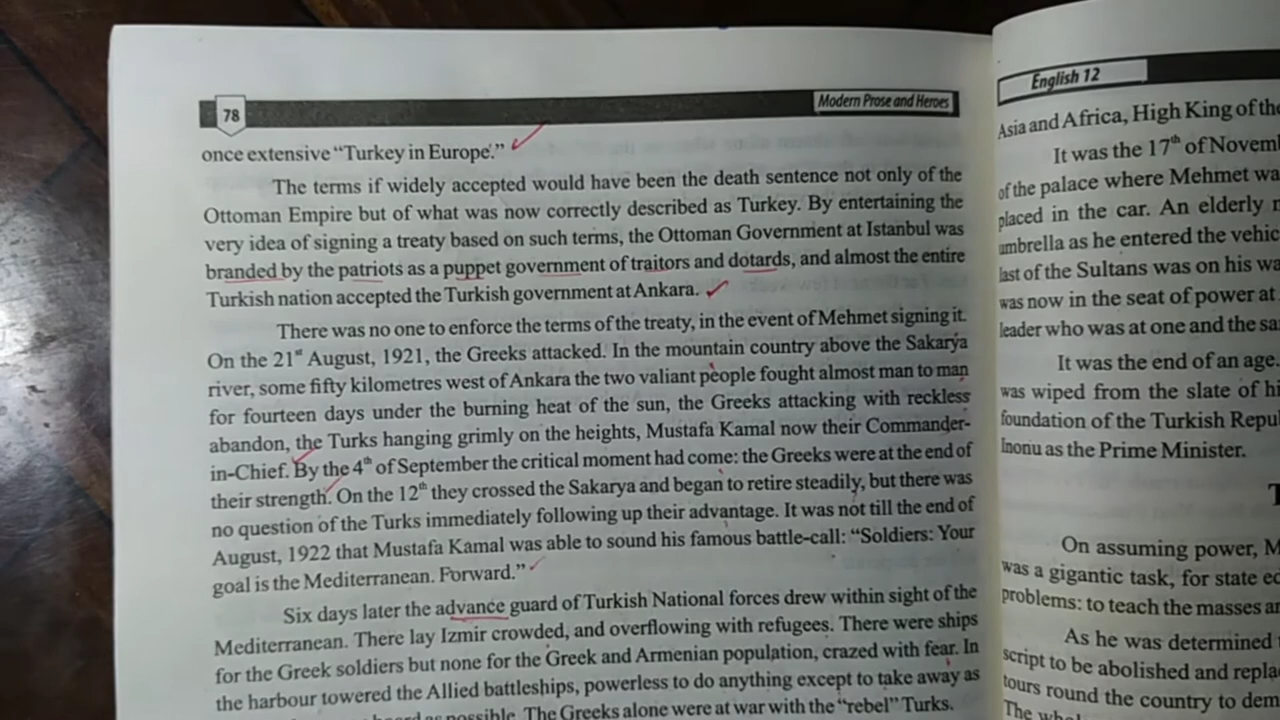 78
Modern Prose and Heroes
once extensive “Turkey in Europe.”
The terms if widely accepted would have been the death sentence not only of the
Ottoman Empire but of what was now correctly described as Turkey. By entertaining the
very idea of signing a treaty based on such terms, the Ottoman Government at Istanbul was
branded by the patriots as a puppet government of traitors and dotards, and almost the entire
Turkish nation accepted the Turkish government at Ankara.
There was no one to enforce the terms of the treaty, in the event of Mehmet signing it.
On the 21st August, 1921, the Greeks attacked. In the mountain country above the Sakarya
river, some fifty kilometres west of Ankara the two valiant people fought almost man to man
for fourteen days under the burning heat of the sun, the Greeks attacking with reckless
abandon, the Turks hanging grimly on the heights, Mustafa Kamal now their Commander-
in-Chief. By the 4th of September the critical moment had come: the Greeks were at the end of
their strength. On the 12th they crossed the Sakarya and began to retire steadily, but there was
no question of the Turks immediately following up their advantage. It was not till the end of
August, 1922 that Mustafa Kamal was able to sound his famous battle-call: “Soldiers: Your
goal is the Mediterranean. Forward.”
Six days later the advance guard of Turkish National forces drew within sight of the
Mediterranean. There lay Izmir crowded, and overflowing with refugees. There were ships
for the Greek soldiers but none for the Greek and Armenian population, crazed with fear. In
the harbour towered the Allied battleships, powerless to do anything except to take away as
possible. The Greeks alone were at war with the “rebel” Turks.
English 12
Asia and Africa, High King of the
It was the 17th of Novem
of the palace where Mehmet wa
placed in the car. An elderly
umbrella as he entered the vehic
last of the Sultans was on his wa
was now in the seat of power at
leader who was at one and the sa
It was the end of an age.
was wiped from the slate of hi
foundation of the Turkish Repu
Inonu as the Prime Minister.
T
On assuming power, M
was a gigantic task, for state ed
problems: to teach the masses an
As he was determined
script to be abolished and repla
tours round the country to dem
The